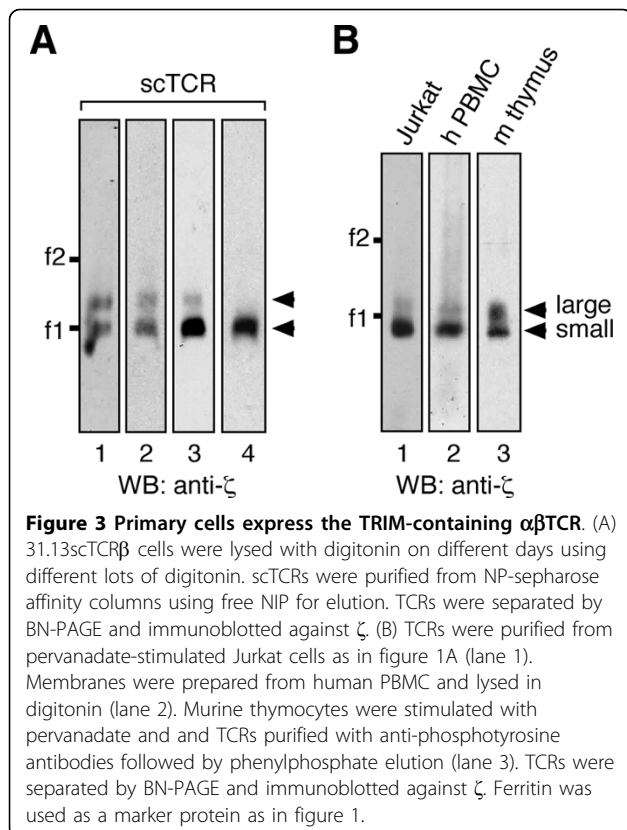 A
B
scTCR
Jurkat
h PBMC
m thymus
f2
f1
f2
f1
large
small
1 2 3 4
1 2 3
WB: anti-ζ
WB: anti-ζ
Figure 3 Primary cells express the TRIM-containing αβTCR. (A)
31.13scTCRβ cells were lysed with digitonin on different days using
different lots of digitonin. scTCRs were purified from NP-sepharose
affinity columns using free NIP for elution. TCRs were separated by
BN-PAGE and immunoblotted against ζ. (B) TCRs were purified from
pervanadate-stimulated Jurkat cells as in figure 1A (lane 1).
Membranes were prepared from human PBMC and lysed in
digitonin (lane 2). Murine thymocytes were stimulated with
pervanadate and and TCRs purified with anti-phosphotyrosine
antibodies followed by phenylphosphate elution (lane 3). TCRs were
separated by BN-PAGE and immunoblotted against ζ. Ferritin was
used as a marker protein as in figure 1.